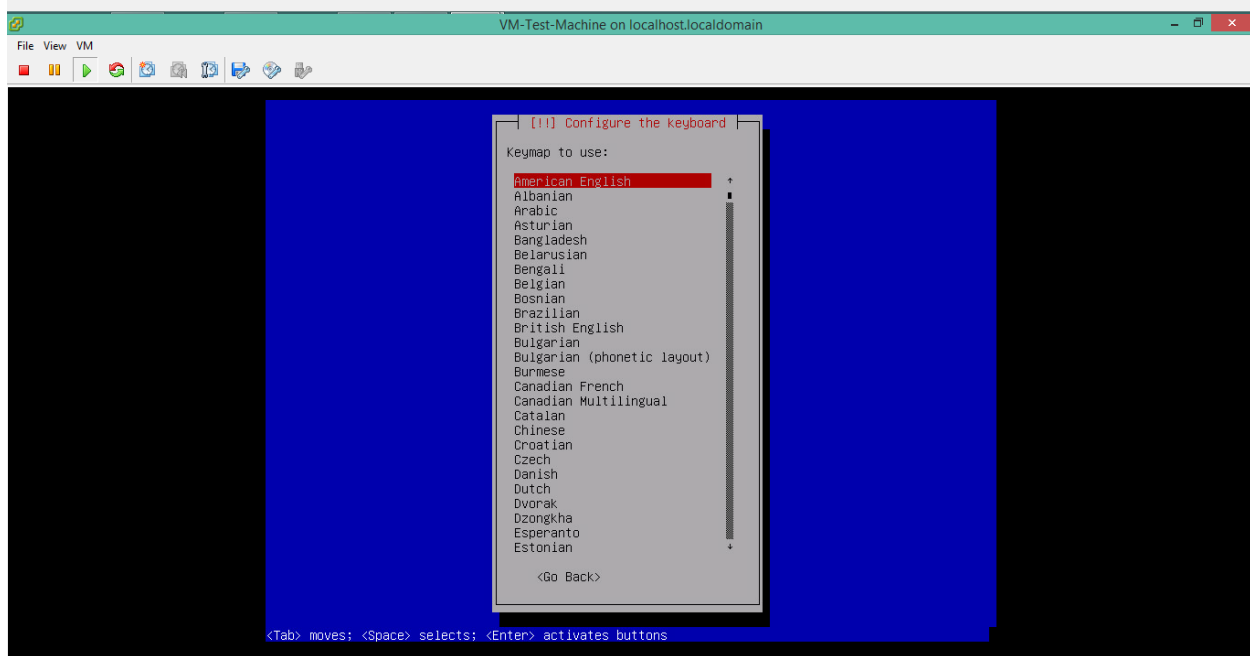 VM-Test-Machine on localhost.localdomain
File View VM
[!!] Configure the keyboard
Keymap to use:
American English
Albanian
Arabic
Asturian
Bangladesh
Belarusian
Bengali
Belgian
Bosnian
Brazilian
British English
Bulgarian
Bulgarian (phonetic layout)
Burmese
Canadian French
Canadian Multilingual
Catalan
Chinese
Croatian
Czech
Danish
Dutch
Dvorak
Dzongkha
Esperanto
Estonian
<Go Back>
<Tab> moves; <Space> selects; <Enter> activates buttons